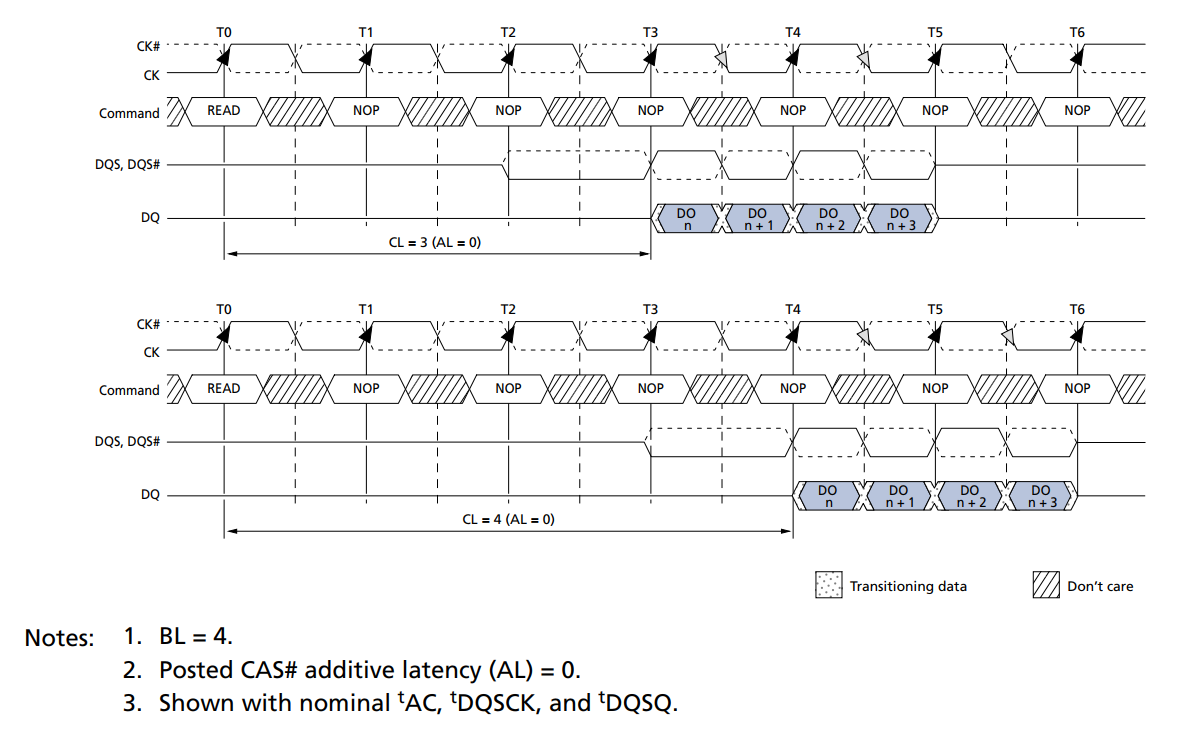 T0 T1 T2 T3 T4 T5 T6
CK#
CK
Command READ NOP NOP NOP NOP NOP NOP
DQS, DQS#
DQ DO n DO n + 1 DO n + 2 DO n + 3
CL = 3 (AL = 0)
T0 T1 T2 T3 T4 T5 T6
CK#
CK
Command READ NOP NOP NOP NOP NOP NOP
DQS, DQS#
DQ DO n DO n + 1 DO n + 2 DO n + 3
CL = 4 (AL = 0)
Transitioning data Don't care
Notes: 1. BL = 4.
2. Posted CAS# additive latency (AL) = 0.
3. Shown with nominal tAC, tDQSCK, and tDQSQ.